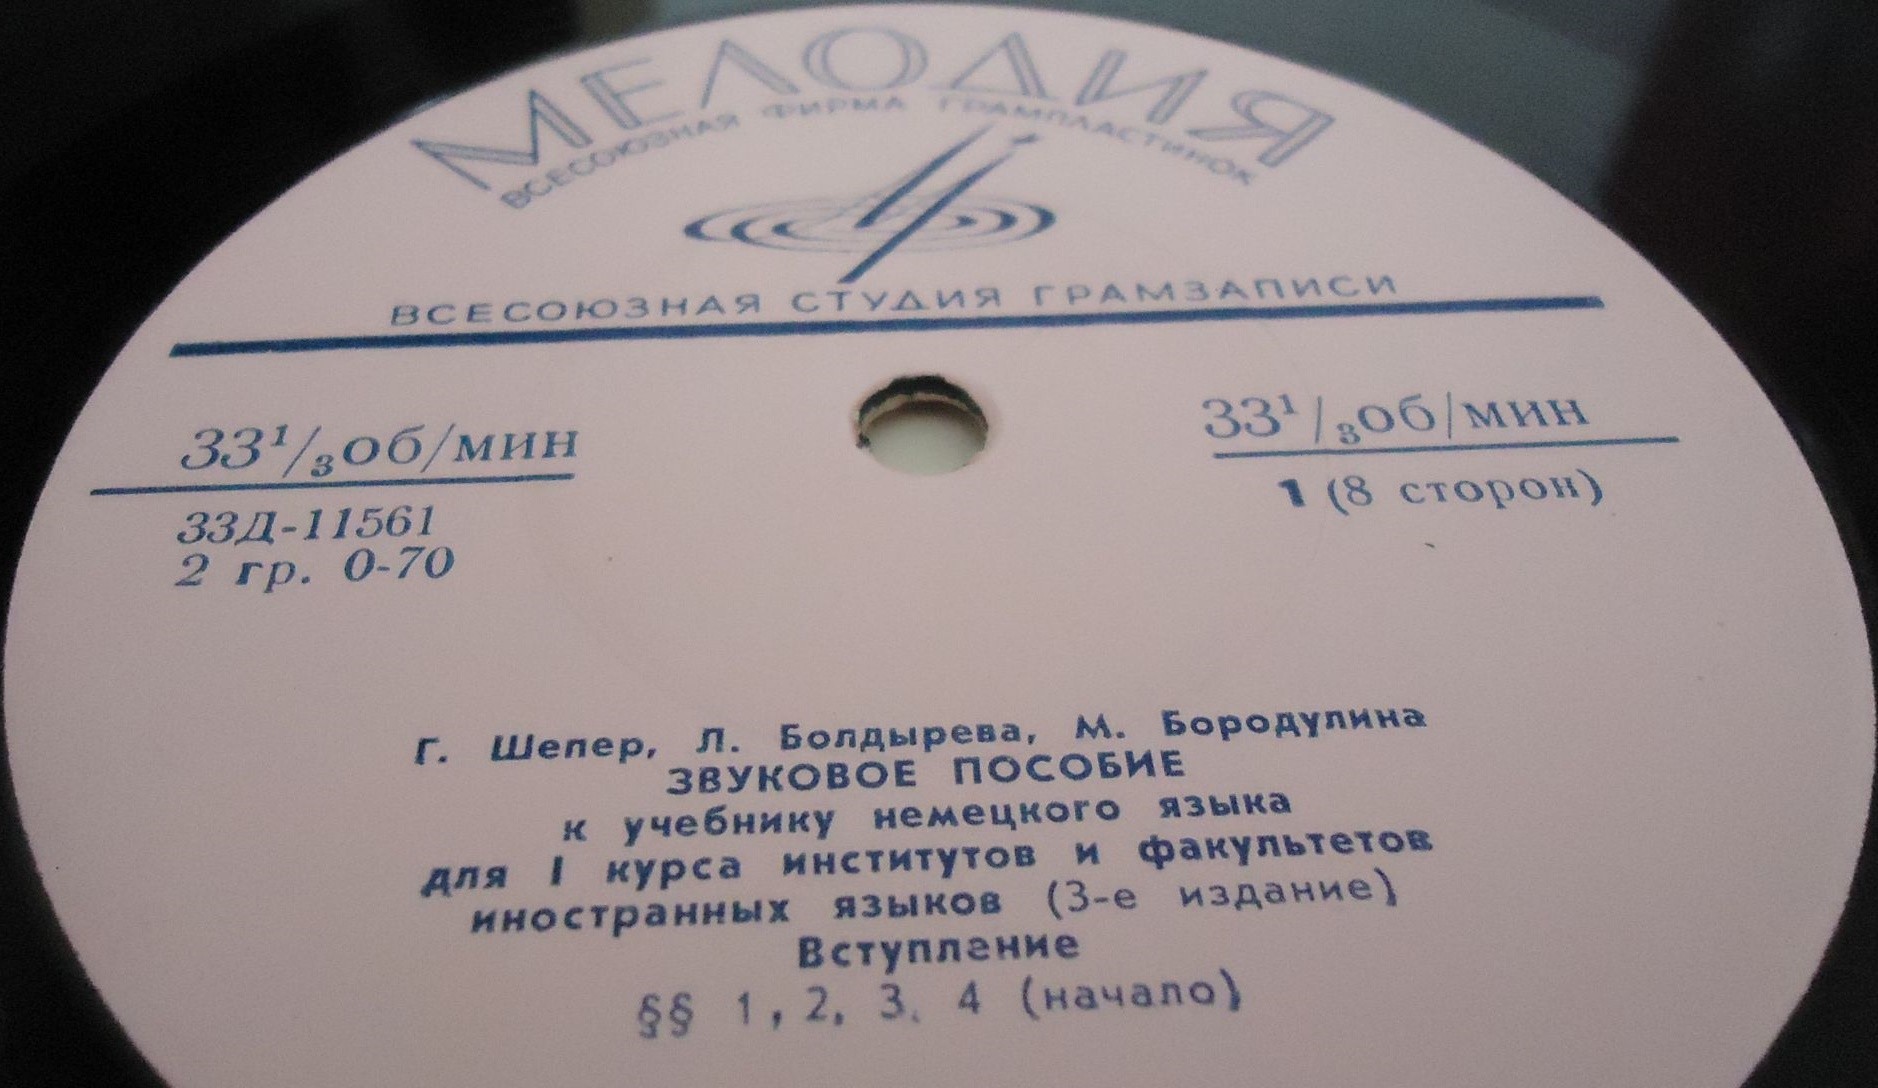 МЕЛОДИЯ
ВСЕСОЮЗНАЯ ФИРМА ГРАМПЛАСТИНОК
ВСЕСОЮЗНАЯ СТУДИЯ ГРАМЗАПИСИ
33¹/₃об/мин
33Д-11561
2 гр. 0-70
33¹/₃об/мин
1 (8 сторон)
Г. Шепер, Л. Болдырева, М. Бородулина
ЗВУКОВОЕ ПОСОБИЕ
к учебнику немецкого языка
для I курса институтов и факультетов
иностранных языков (3-е издание)
Вступление
§§ 1, 2, 3, 4 (начало)